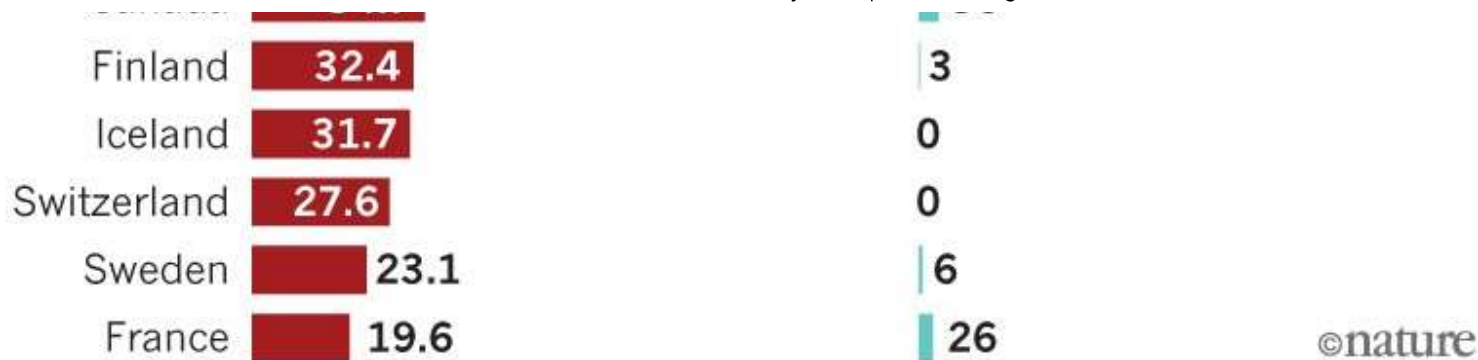 Finland 32.4 3
Iceland 31.7 0
Switzerland 27.6 0
Sweden 23.1 6
France 19.6 26
©nature